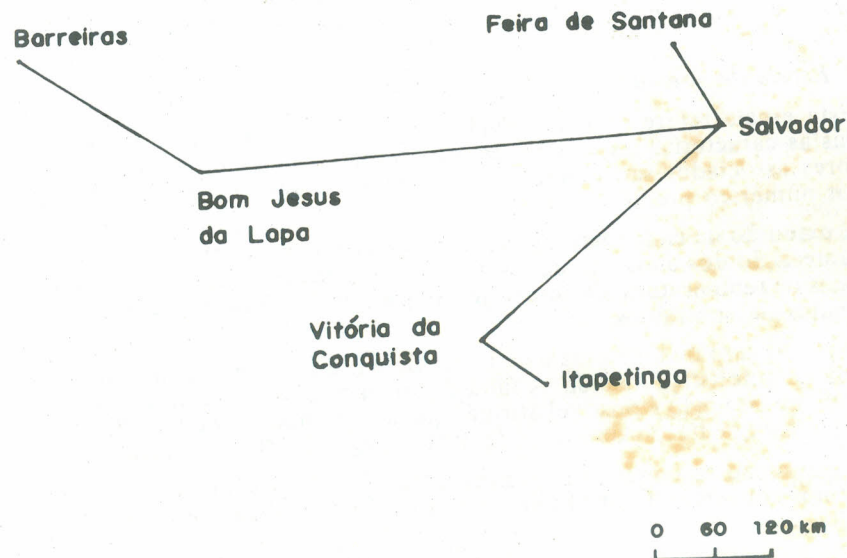 Barreiras
Feira de Santana
Salvador
Bom Jesus
da Lapa
Vitória da
Conquista
Itapetinga
0 60 120 km